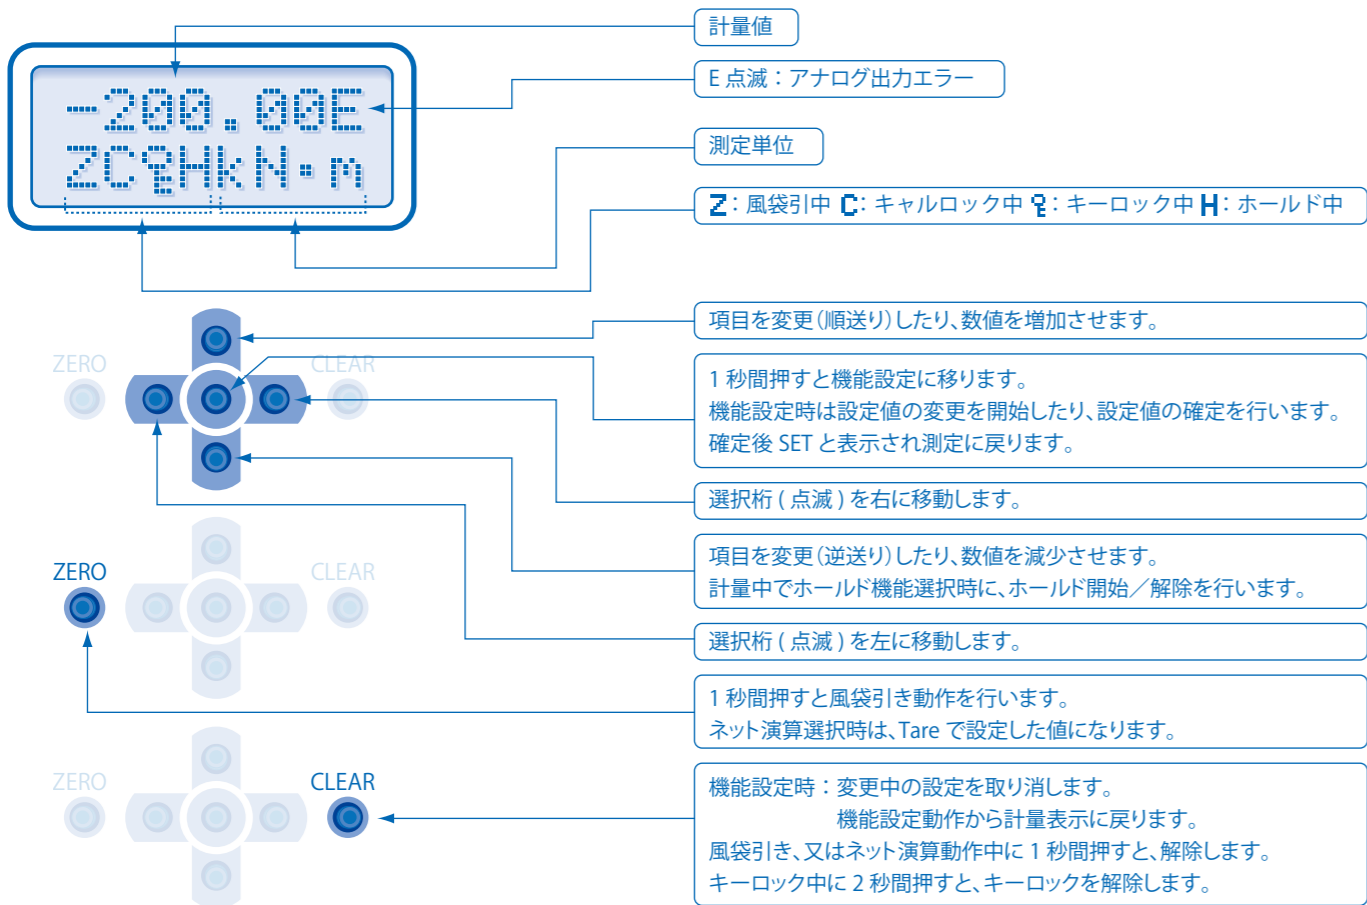 計量値
E 点滅：アナログ出力エラー
-200.00E
測定単位
ZC HkN·m
Z：風袋引中 C：キャルロック中 ：キーロック中 H：ホールド中
項目を変更（順送り）したり、数値を増加させます。
ZERO CLEAR
1 秒間押すと機能設定に移ります。
機能設定時は設定値の変更を開始したり、設定値の確定を行います。
確定後 SET と表示され測定に戻ります。
選択桁 ( 点滅 ) を右に移動します。
項目を変更（逆送り）したり、数値を減少させます。
計量中でホールド機能選択時に、ホールド開始／解除を行います。
ZERO CLEAR
選択桁 ( 点滅 ) を左に移動します。
1 秒間押すと風袋引き動作を行います。
ネット演算選択時は、Tare で設定した値になります。
ZERO CLEAR
機能設定時：変更中の設定を取り消します。
機能設定動作から計量表示に戻ります。
風袋引き、又はネット演算動作中に 1 秒間押すと、解除します。
キーロック中に 2 秒間押すと、キーロックを解除します。